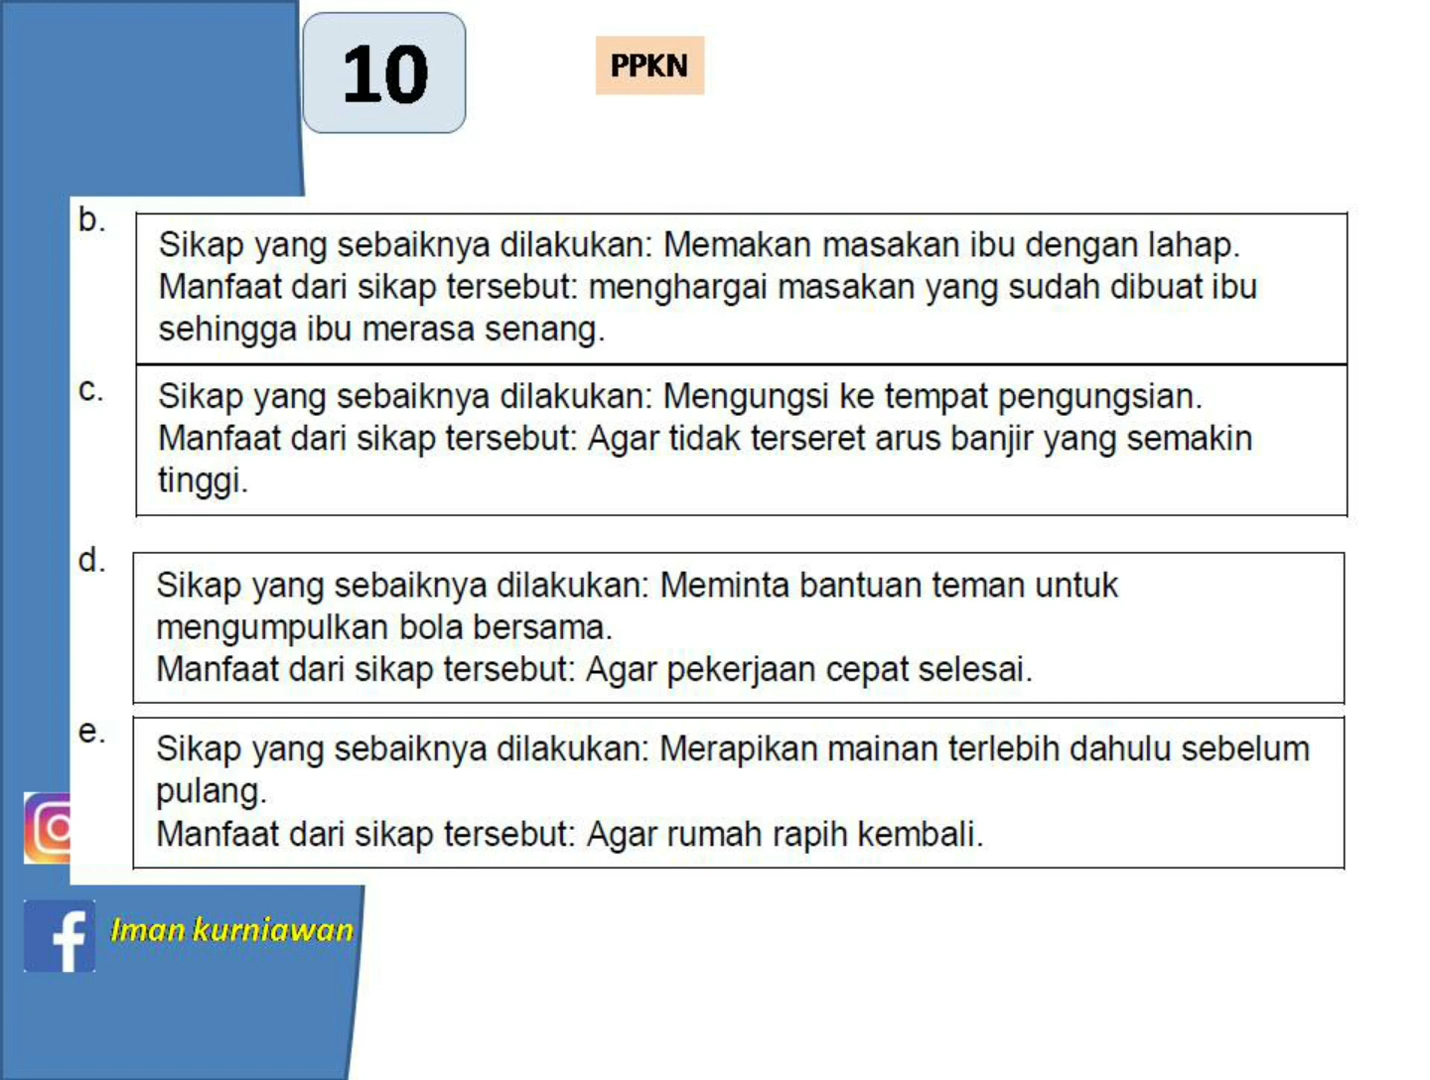 10
PPKN
b.
Sikap yang sebaiknya dilakukan: Memakan masakan ibu dengan lahap.
Manfaat dari sikap tersebut: menghargai masakan yang sudah dibuat ibu
sehingga ibu merasa senang.
c.
Sikap yang sebaiknya dilakukan: Mengungsi ke tempat pengungsian.
Manfaat dari sikap tersebut: Agar tidak terseret arus banjir yang semakin
tinggi.
d.
Sikap yang sebaiknya dilakukan: Meminta bantuan teman untuk
mengumpulkan bola bersama.
Manfaat dari sikap tersebut: Agar pekerjaan cepat selesai.
e.
Sikap yang sebaiknya dilakukan: Merapikan mainan terlebih dahulu sebelum
pulang.
Manfaat dari sikap tersebut: Agar rumah rapih kembali.
Iman kurniawan